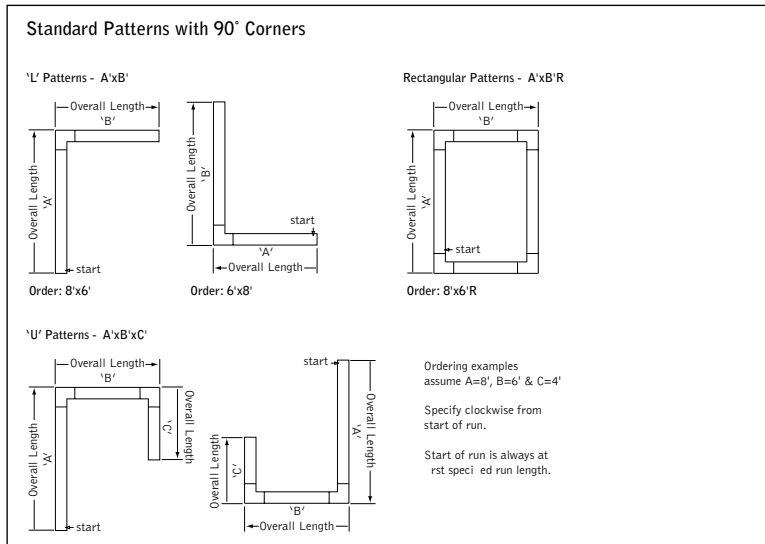 Standard Patterns with 90˚ Corners
‘L’ Patterns - A'xB'
Overall Length
‘B’
Overall Length
‘A’
start
Order: 8'x6'
Overall Length
‘B’
start
‘A’
Overall Length
Order: 6'x8'
Rectangular Patterns - A'xB'R
Overall Length
‘B’
Overall Length
‘A’
start
Order: 8'x6'R
‘U’ Patterns - A'xB'xC'
Overall Length
‘B’
Overall Length
‘A’
Overall Length
‘C’
start
start
Overall Length
‘A’
Overall Length
‘C’
‘B’
Overall Length
Ordering examples
assume A=8', B=6' & C=4'
Specify clockwise from
start of run.
Start of run is always at
rst speci ed run length.